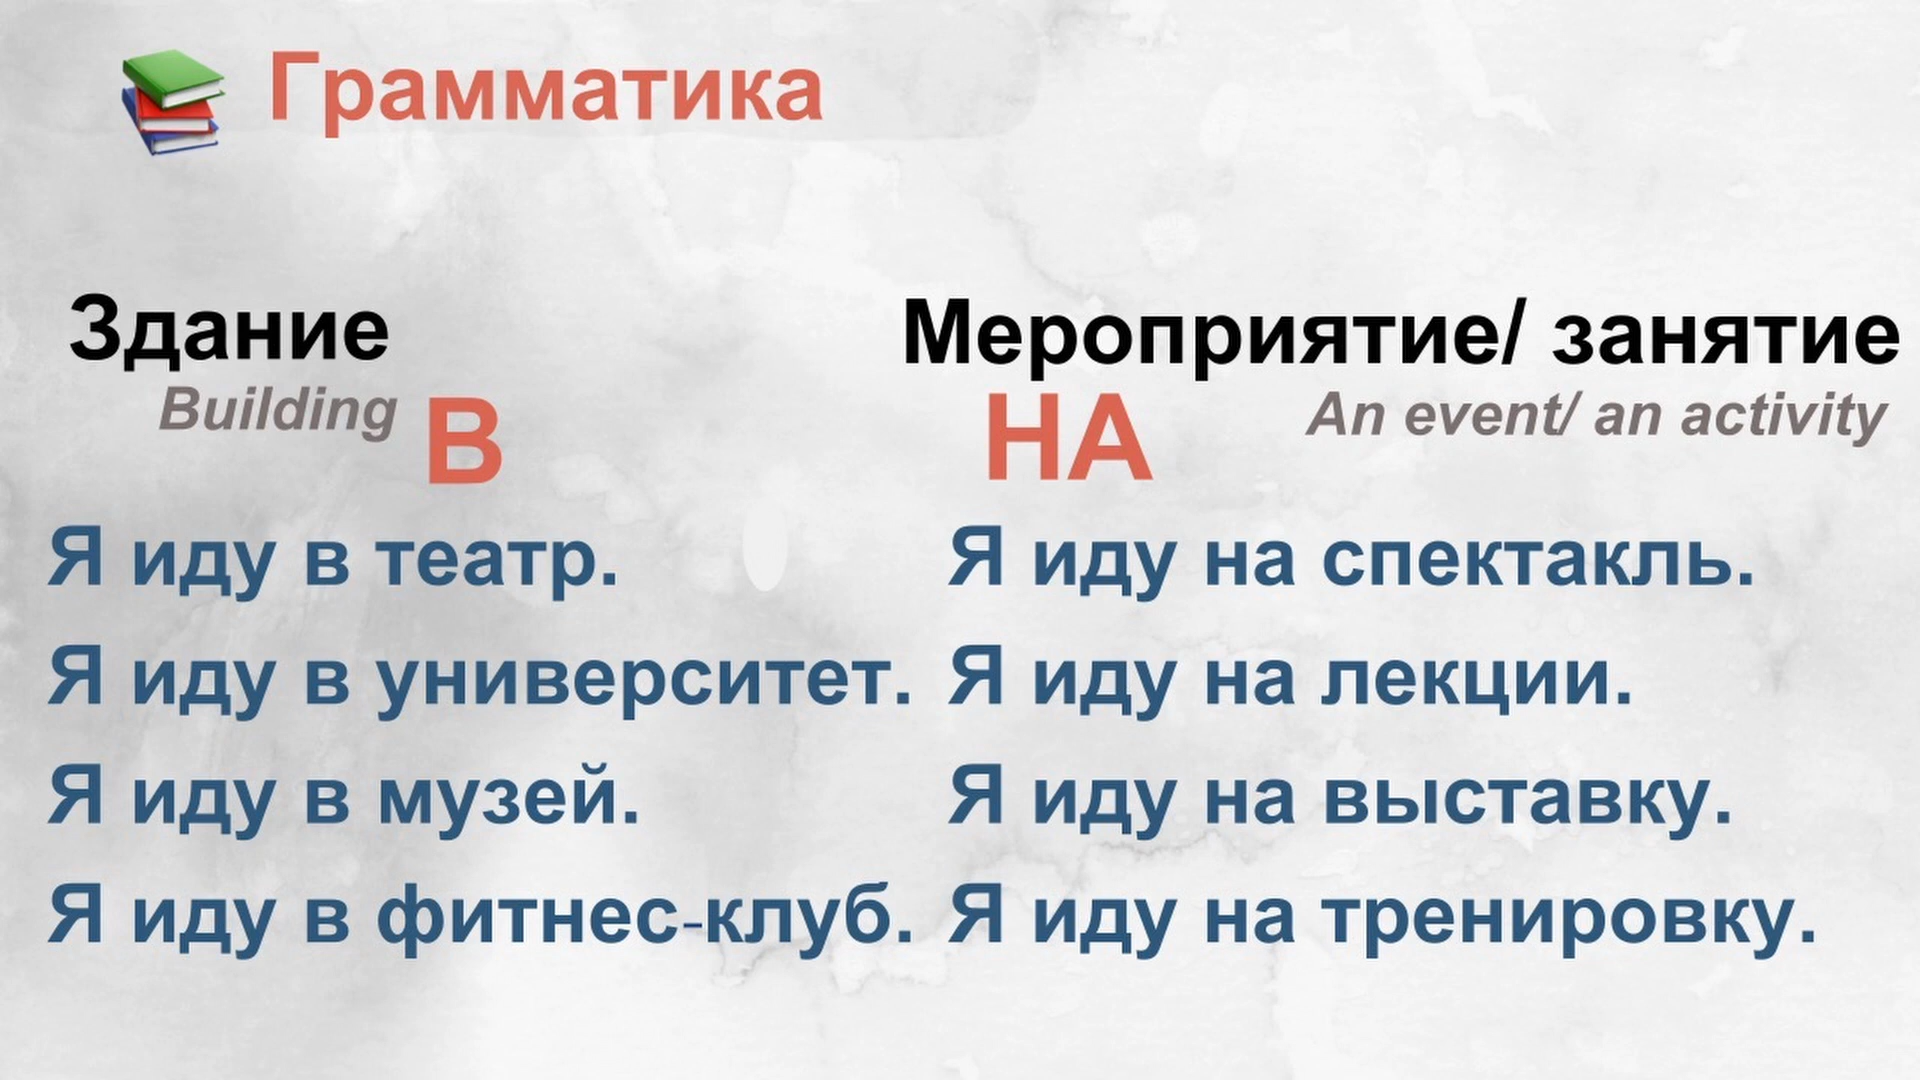 Грамматика
Здание
Building
В
Мероприятие/ занятие
An event/ an activity
НА
Я иду в театр.
Я иду на спектакль.
Я иду в университет.
Я иду на лекции.
Я иду в музей.
Я иду на выставку.
Я иду в фитнес-клуб.
Я иду на тренировку.